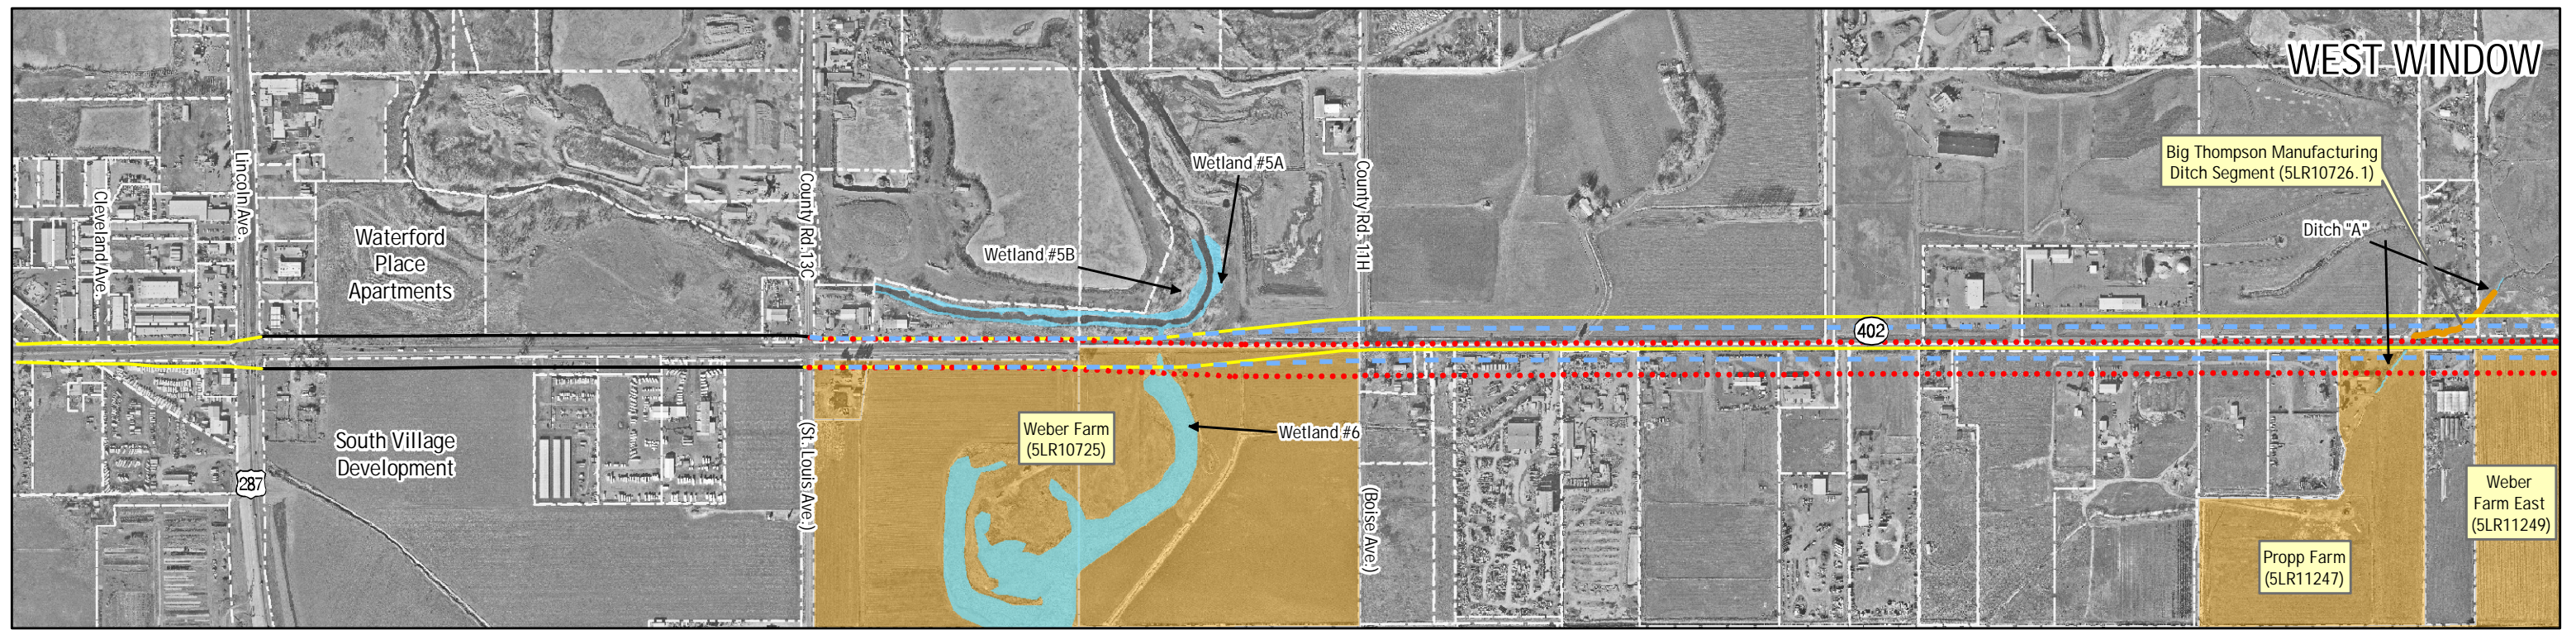 WEST WINDOW
Big Thompson Manufacturing
Ditch Segment (5LR10726.1)
Wetland #5A
Lincoln Ave.
County Rd. 13C
County Rd. 11H
Cleveland Ave.
Waterford
Place
Apartments
Wetland #5B
Ditch "A"
402
Weber Farm
(5LR10725)
Wetland #6
South Village
Development
(St. Louis Ave.)
287
(Boise Ave.)
Weber
Farm East
(5LR11249)
Propp Farm
(5LR11247)